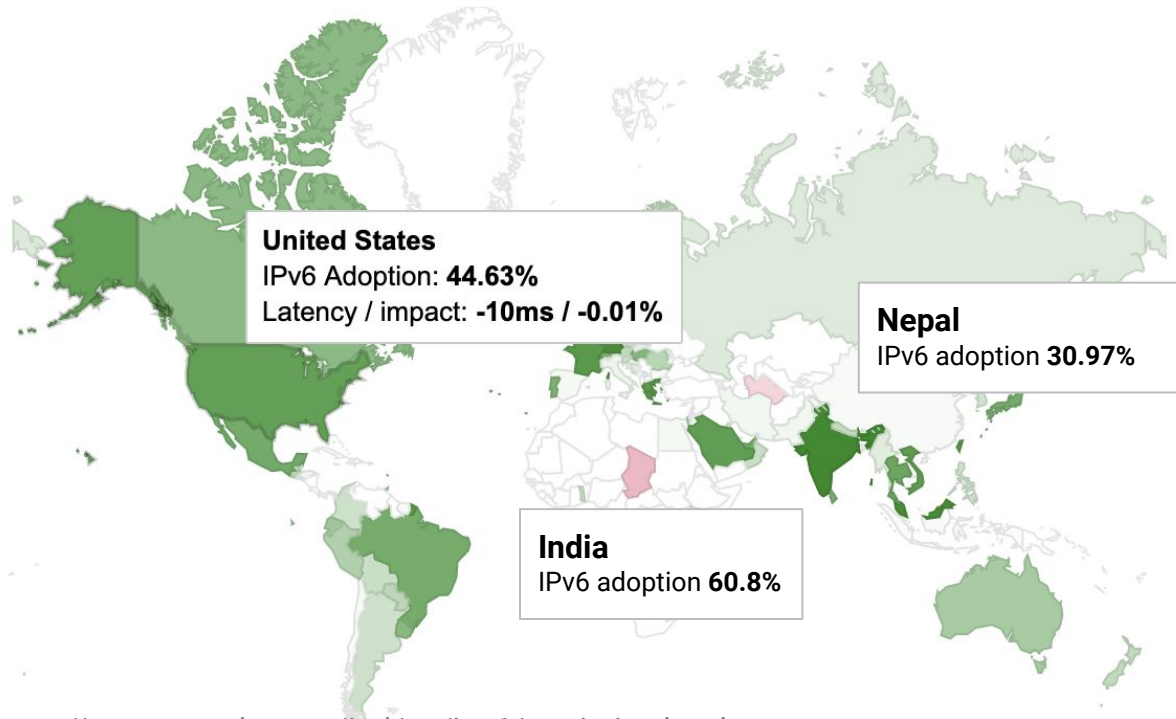 United States
IPv6 Adoption: 44.63%
Latency / impact: -10ms / -0.01%
Nepal
IPv6 adoption 30.97%
India
IPv6 adoption 60.8%